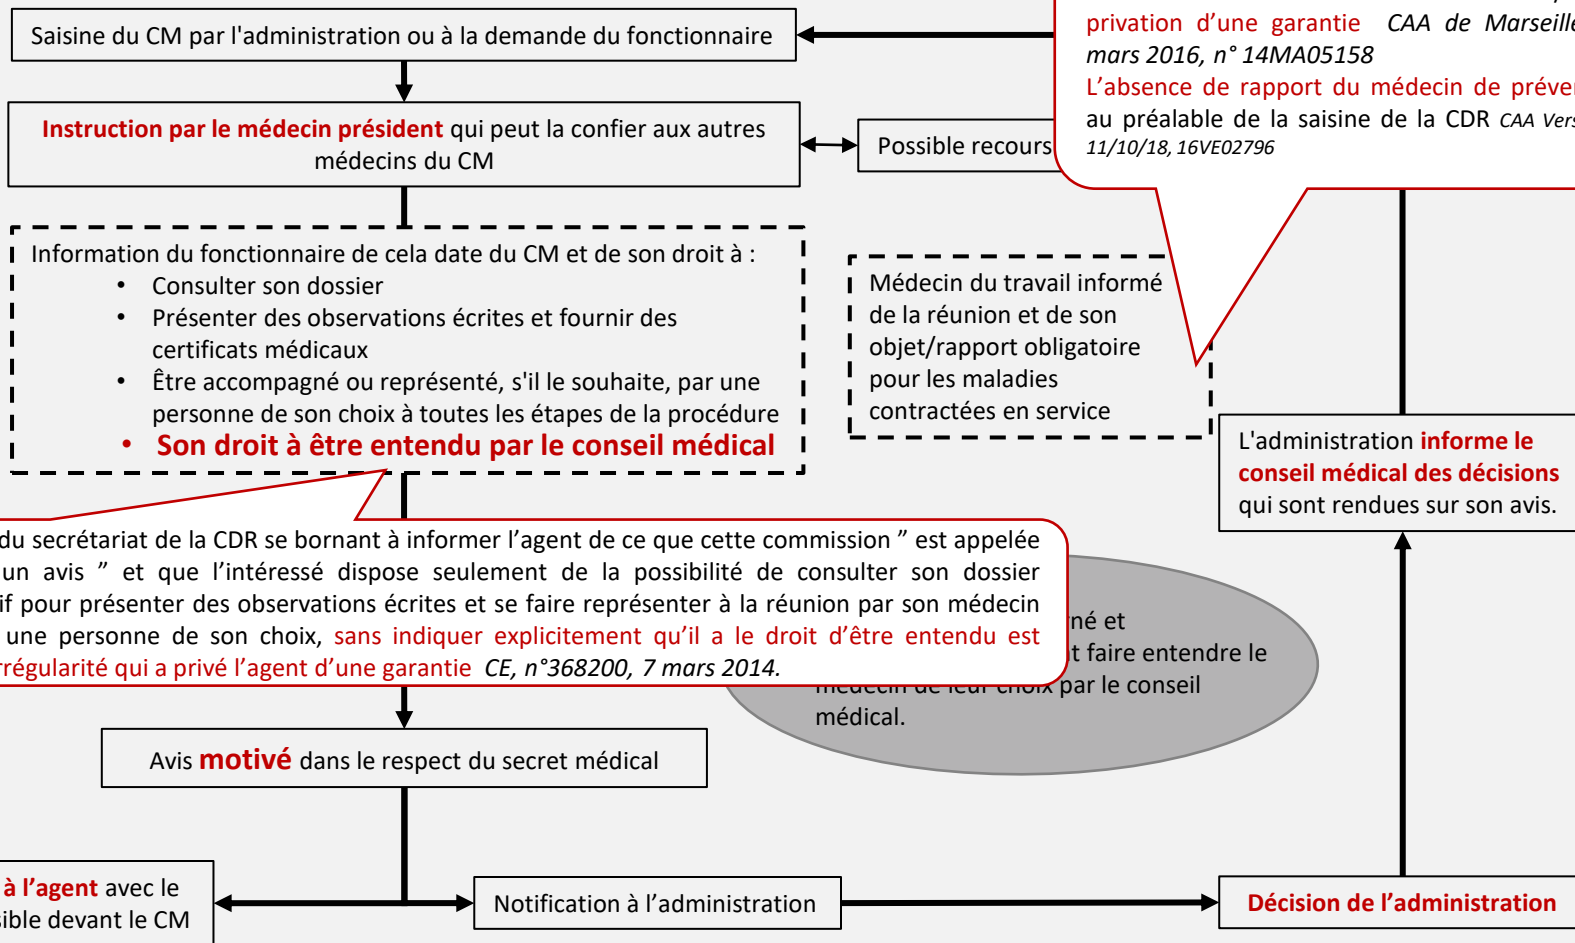 Saisine du CM par l'administration ou à la demande du fonctionnaire
privation d’une garantie CAA de Marseille
mars 2016, n° 14MA05158
L’absence de rapport du médecin de
au préalable de la saisine de la CDR CAA
11/10/18, 16VE02796
Instruction par le médecin président qui peut la confier aux autres
médecins du CM
Possible recours
Information du fonctionnaire de cela date du CM et de son droit à :
• Consulter son dossier
• Présenter des observations écrites et fournir des
certificats médicaux
• Être accompagné ou représenté, s'il le souhaite, par une
personne de son choix à toutes les étapes de la procédure
• Son droit à être entendu par le conseil médical
Médecin du travail informé
de la réunion et de son
objet/rapport obligatoire
pour les maladies
contractées en service
L'administration informe le
conseil médical des décisions
qui sont rendues sur son avis.
du secrétariat de la CDR se bornant à informer l’agent de ce que cette commission ” est appelée
un avis ” et que l’intéressé dispose seulement de la possibilité de consulter son dossier
if pour présenter des observations écrites et se faire représenter à la réunion par son médecin
une personne de son choix, sans indiquer explicitement qu’il a le droit d’être entendu est
rrégularité qui a privé l’agent d’une garantie CE, n°368200, 7 mars 2014.
né et
t faire entendre le
médecin de leur choix par le conseil
médical.
Avis motivé dans le respect du secret médical
à l’agent avec le
sible devant le CM
Notification à l’administration
Décision de l’administration